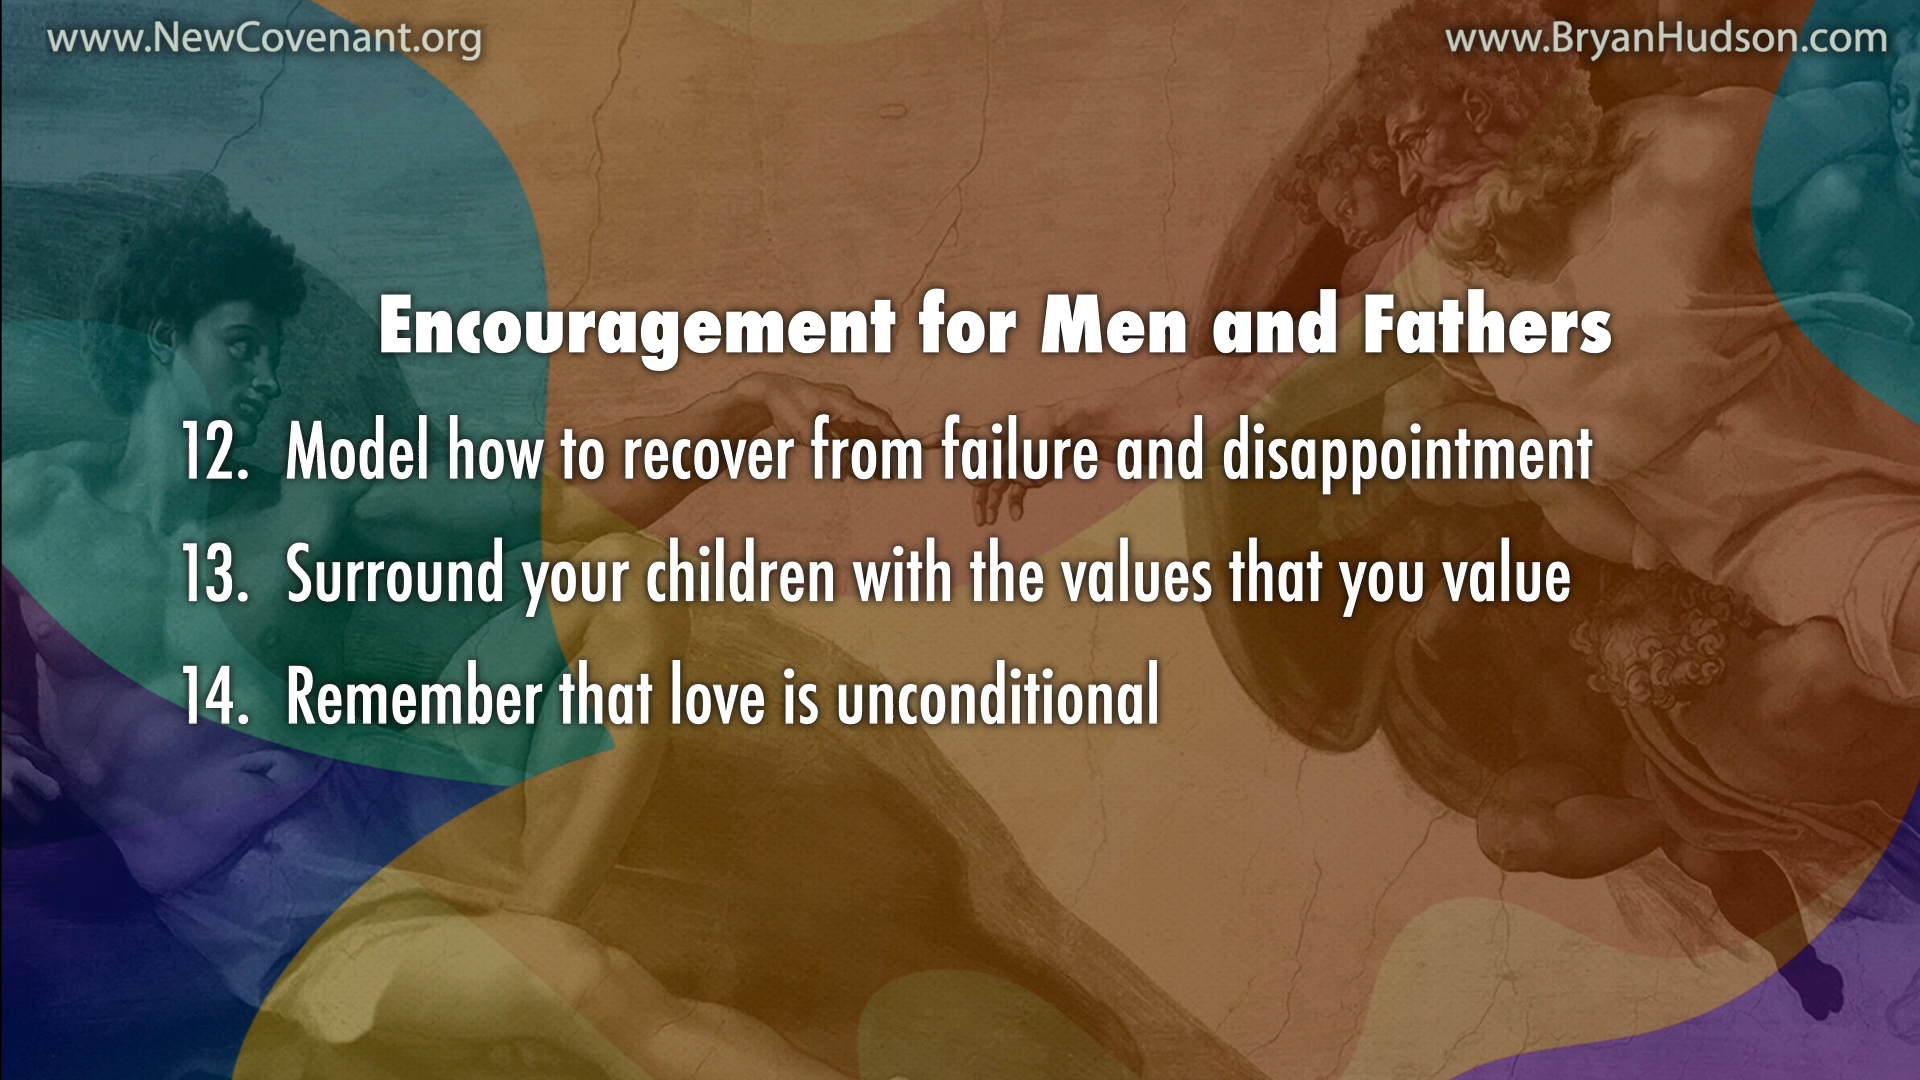 www.NewCovenant.org
www.BryanHudson.com
Encouragement for Men and Fathers
12. Model how to recover from failure and disappointment
13. Surround your children with the values that you value
14. Remember that love is unconditional